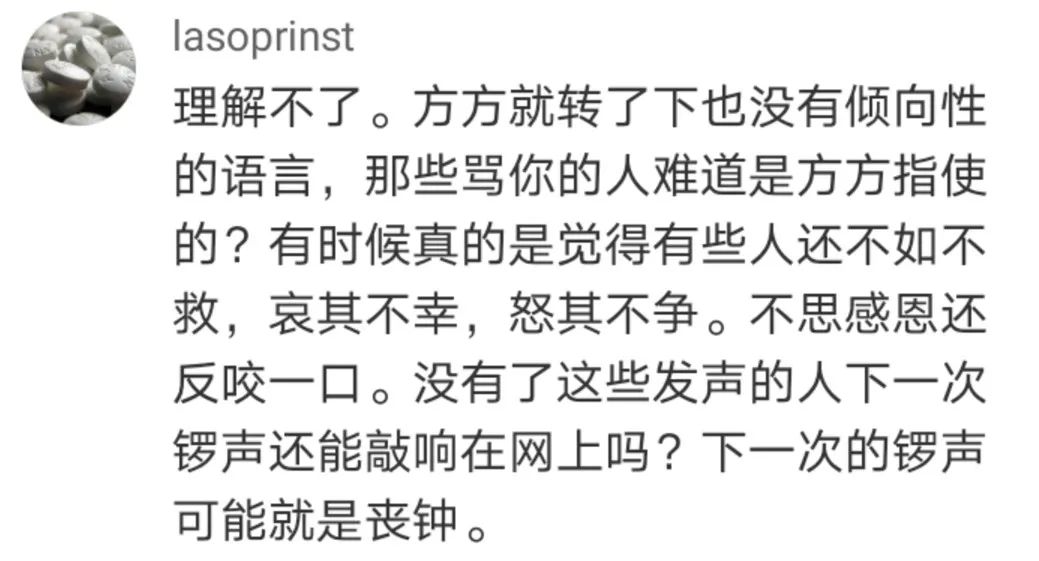 lasoprinst
理解不了。方方就转了下也没有倾向性
的语言，那些骂你的人难道是方方指使
的？有时候真的是觉得有些人还不如不
救，哀其不幸，怒其不争。不思感恩还
反咬一口。没有了这些发声的人下一次
锣声还能敲响在网上吗？下一次的锣声
可能就是丧钟。